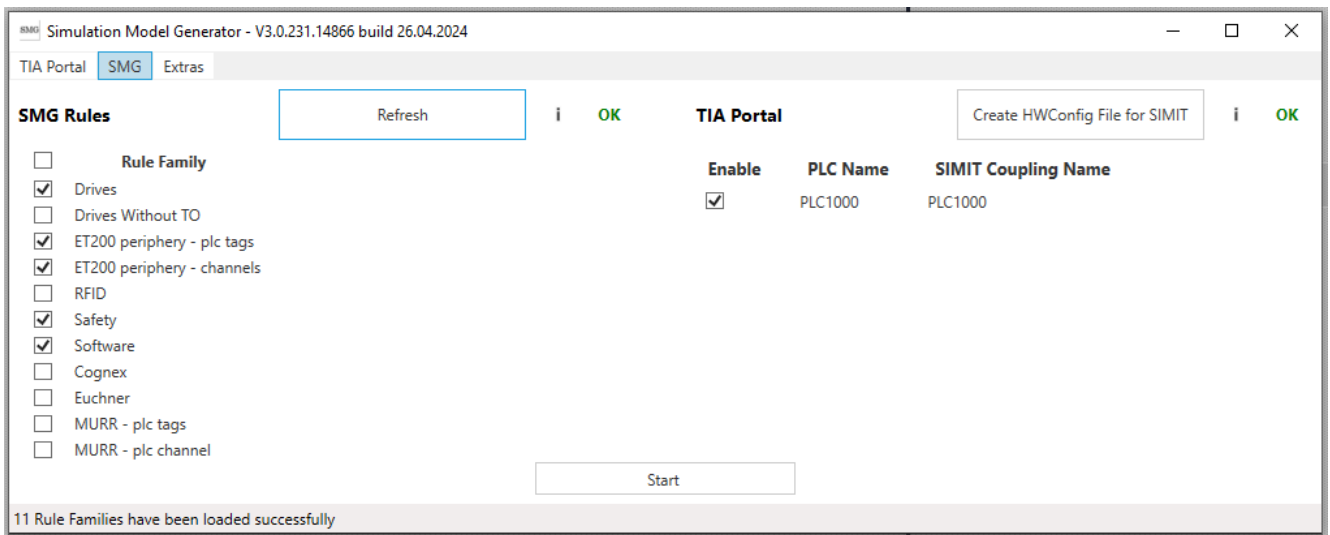 SMG Simulation Model Generator - V3.0.231.14866 build 26.04.2024
TIA Portal SMG Extras
SMG Rules Refresh i OK TIA Portal Create HWConfig File for SIMIT i OK
Rule Family
Drives
Drives Without TO
ET200 periphery - plc tags
ET200 periphery - channels
RFID
Safety
Software
Cognex
Euchner
MURR - plc tags
MURR - plc channel
Enable PLC Name SIMIT Coupling Name
PLC1000 PLC1000
Start
11 Rule Families have been loaded successfully